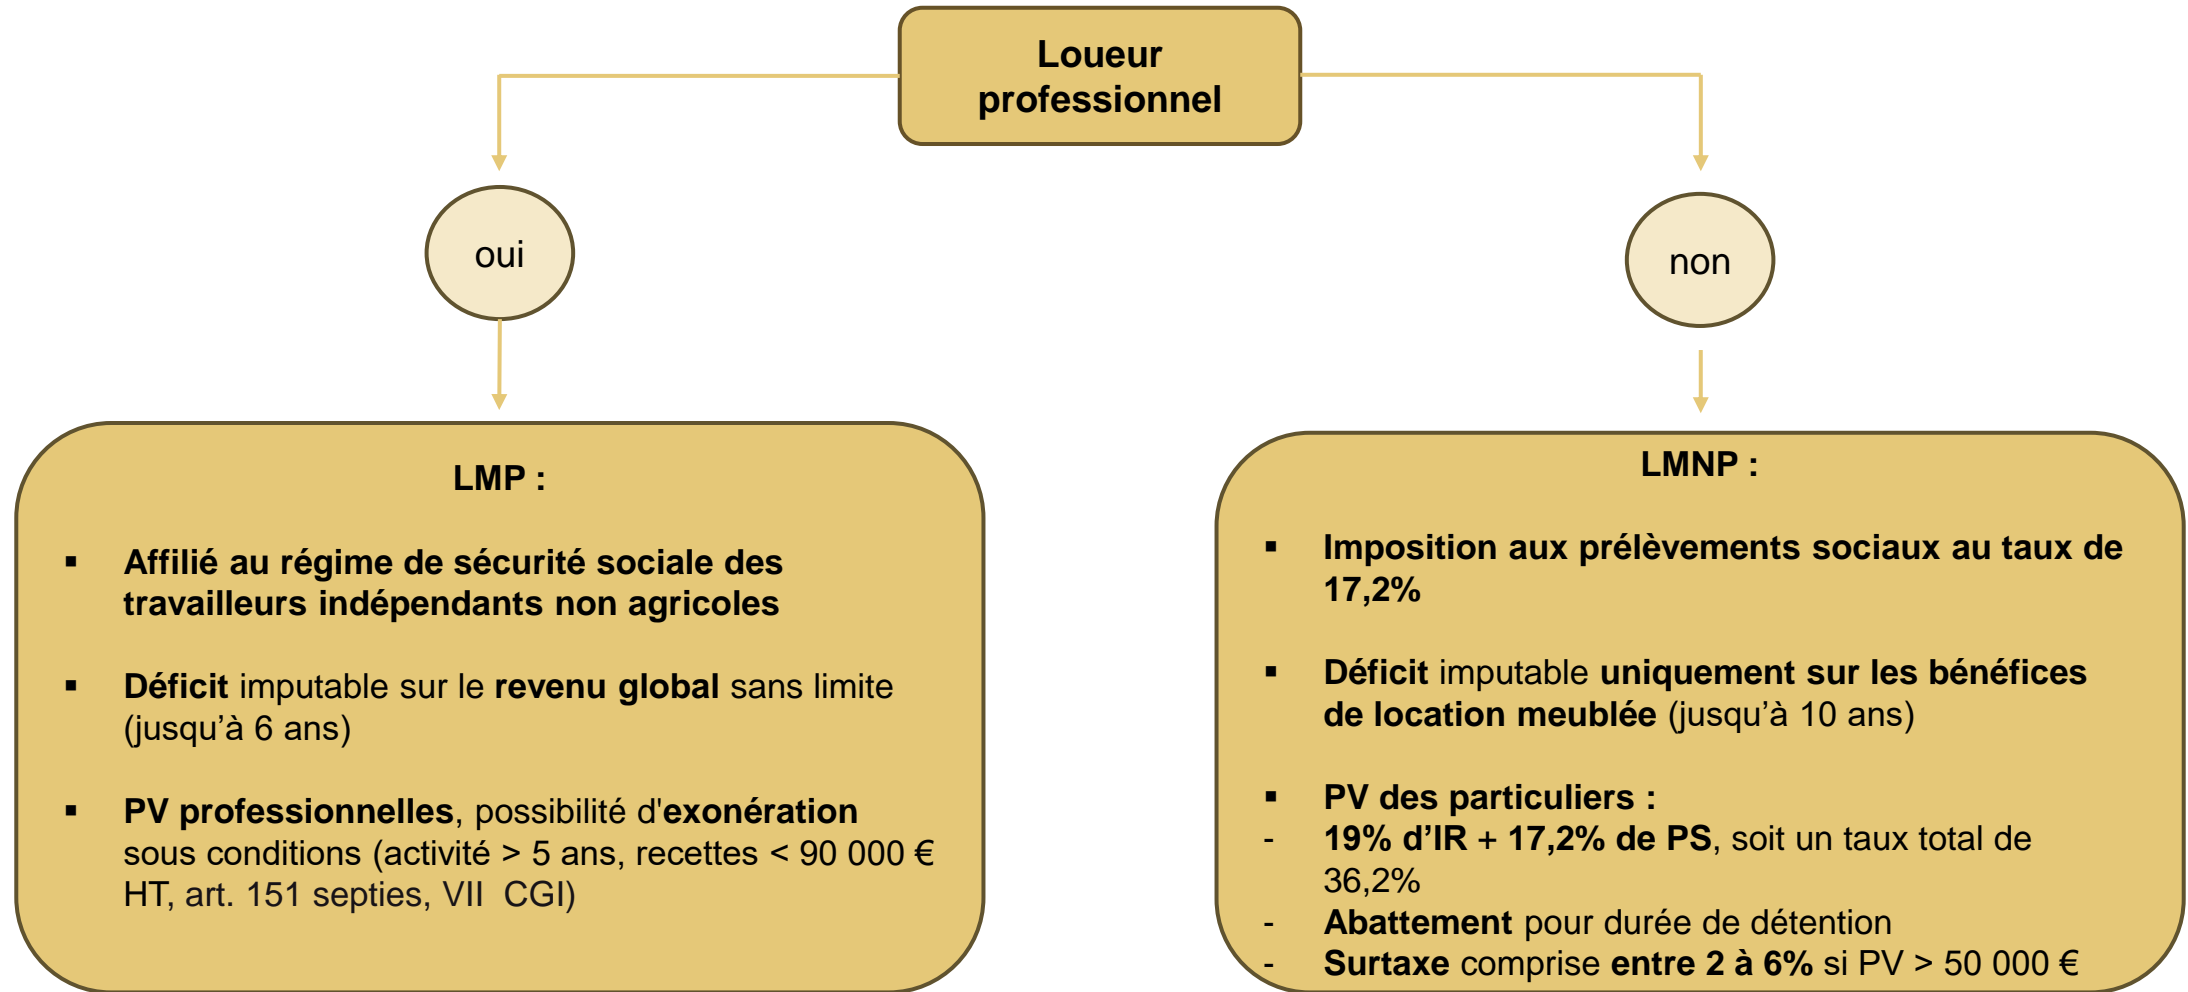 Loueur
professionnel
oui
non
LMP :
▪ Affilié au régime de sécurité sociale des
travailleurs indépendants non agricoles
▪ Déficit imputable sur le revenu global sans limite
(jusqu’à 6 ans)
▪ PV professionnelles, possibilité d'exonération
sous conditions (activité > 5 ans, recettes < 90 000 €
HT, art. 151 septies, VII  CGI)
LMNP :
▪ Imposition aux prélèvements sociaux au taux de
17,2%
▪ Déficit imputable uniquement sur les bénéfices
de location meublée (jusqu’à 10 ans)
▪ PV des particuliers :
- 19% d’IR + 17,2% de PS, soit un taux total de
36,2%
- Abattement pour durée de détention
- Surtaxe comprise entre 2 à 6% si PV > 50 000 €